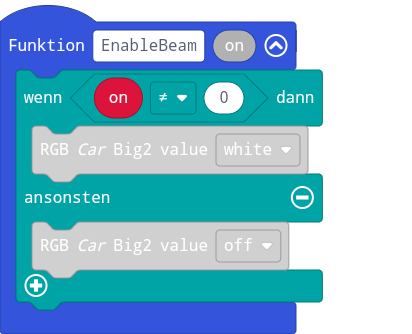 Funktion EnableBeam on
wenn on ≠ 0 dann
RGB Car Big2 value white
ansonsten
RGB Car Big2 value off